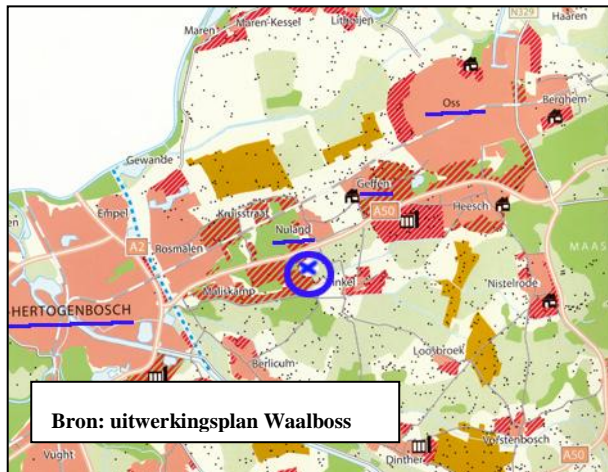 N329
Haaren
Maren-Kessel
Lithoijen
Maren
Oss
Berghem
Gewande
Geffen
Empel
Kruisstraat
A50
Heesch
Nuland
A2
Rosmalen
MAAS
Maliskamp
inkel
Nistelrode
-HERTOGENBOSCH
Loosbroek
Berlicum
Bron: uitwerkingsplan Waalboss
Vorstenbosch
Vught
Dinther
A50